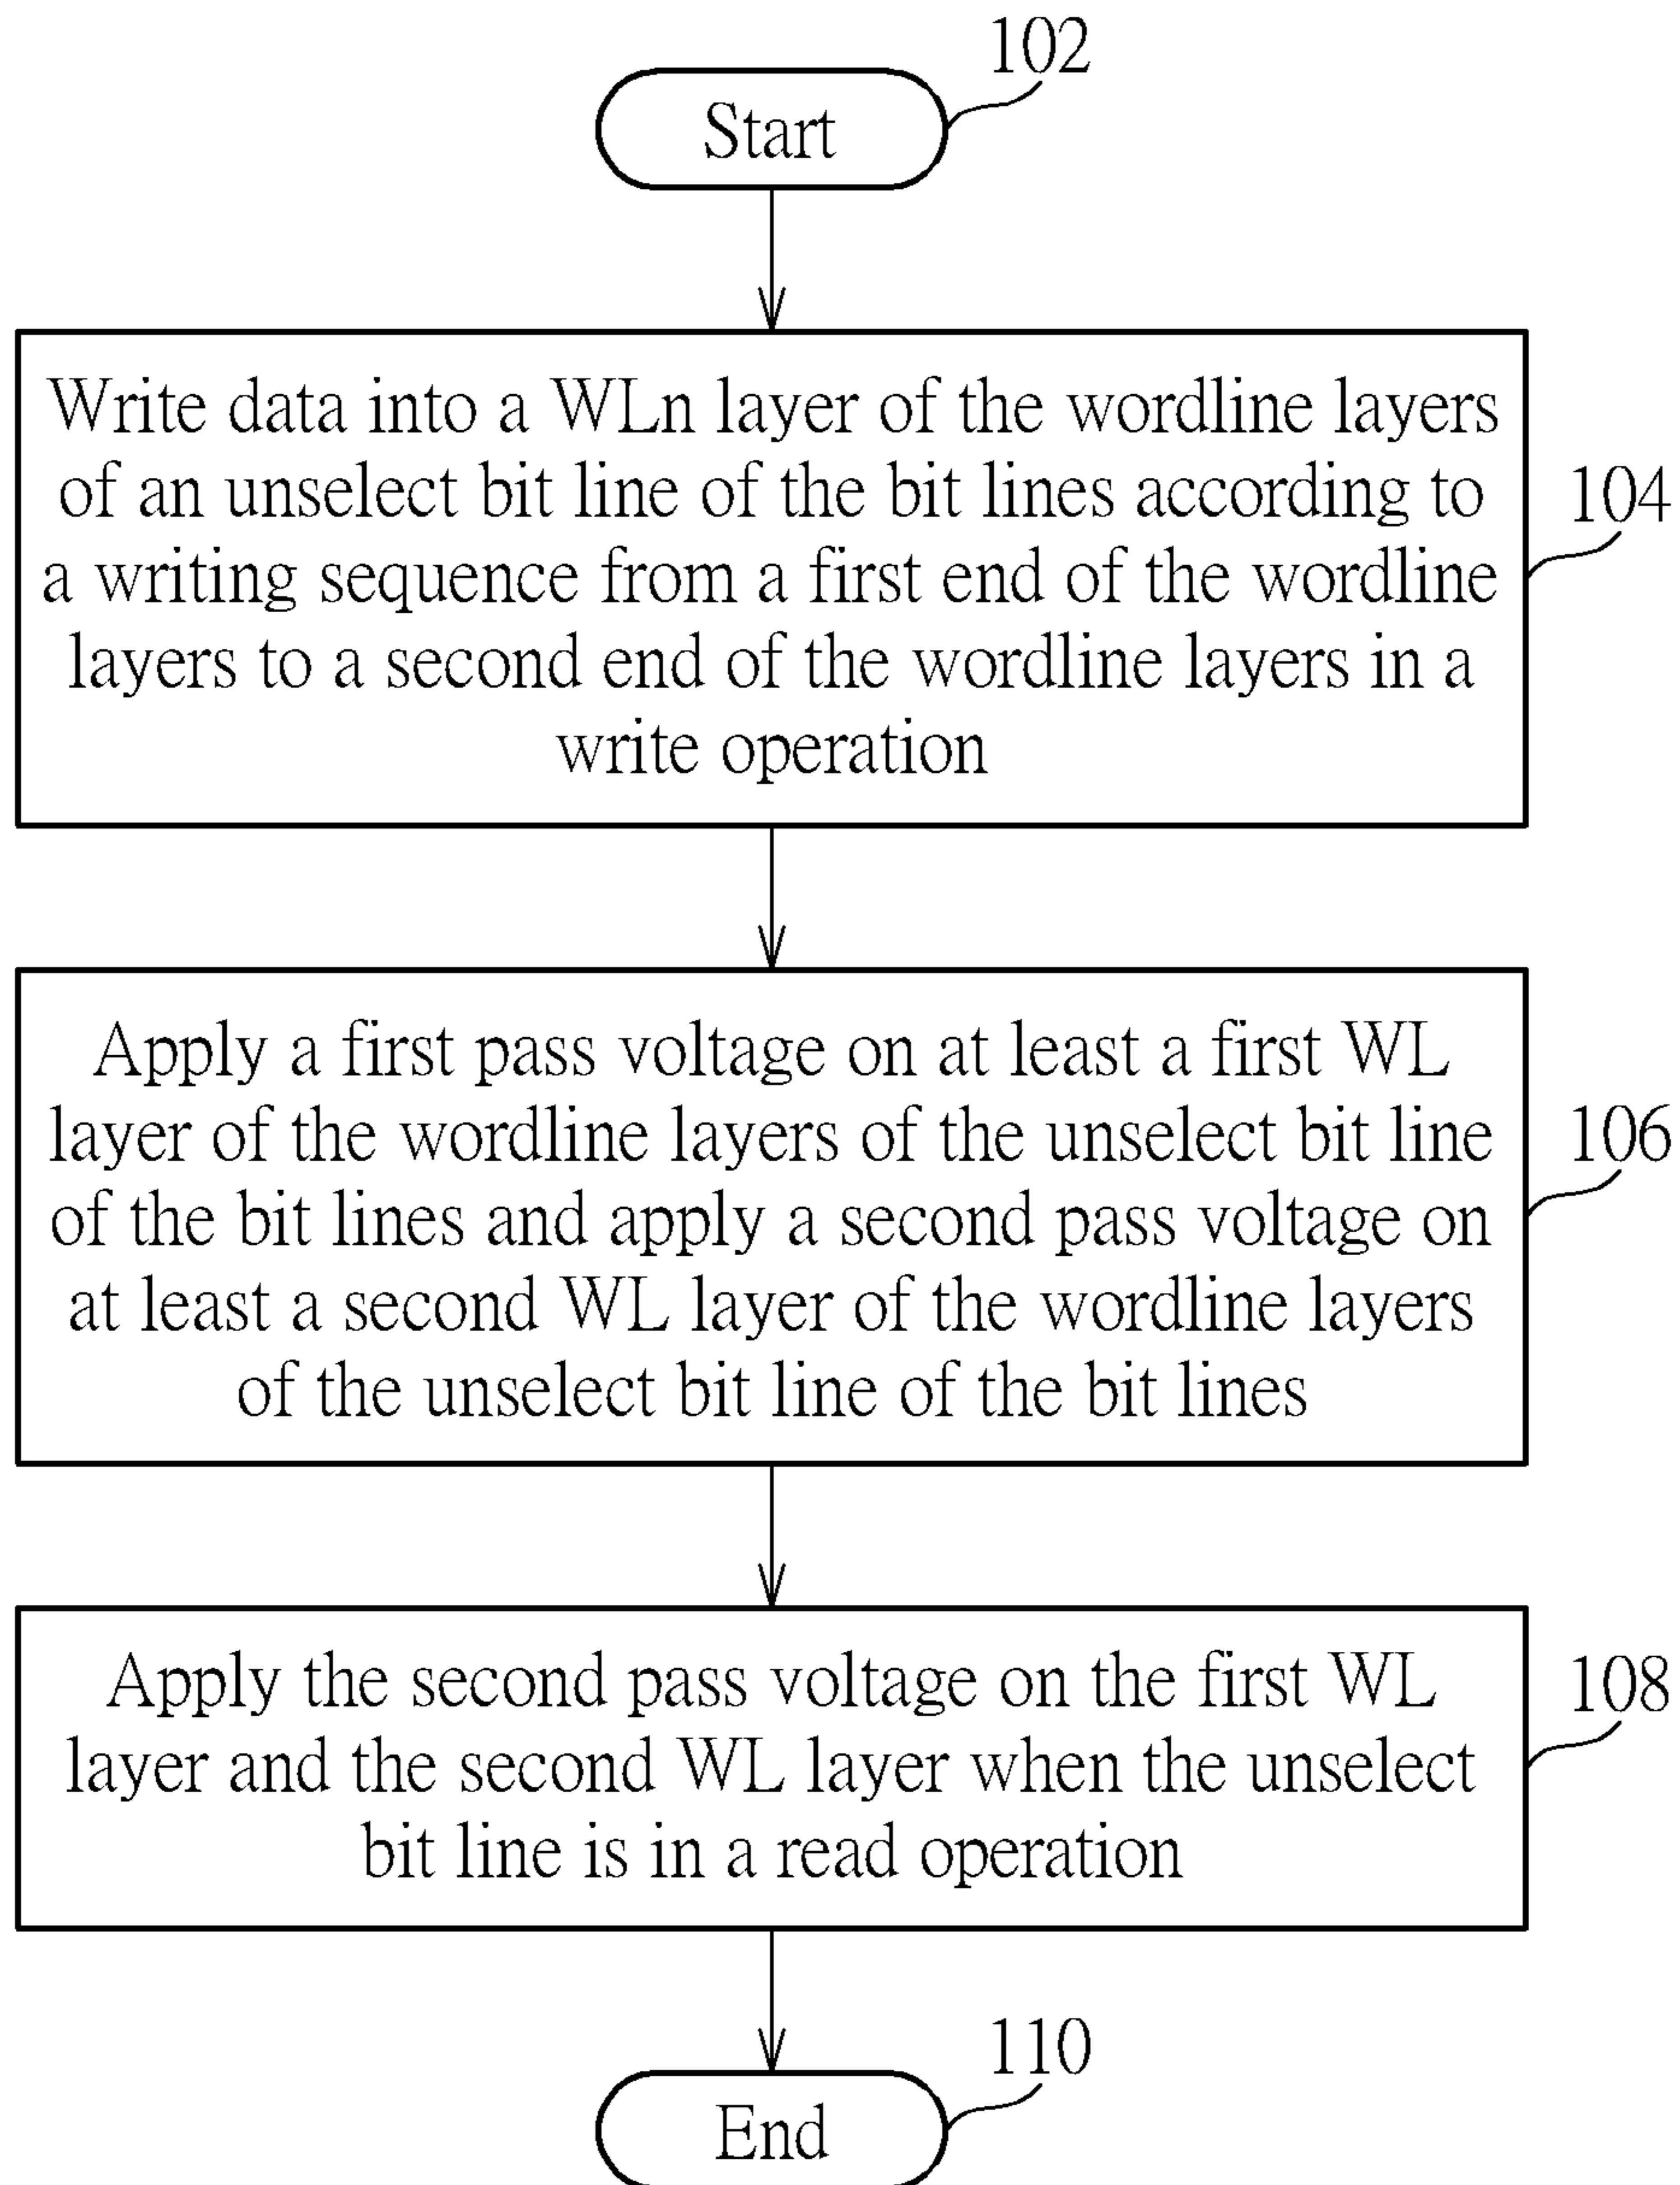 102
Start
Write data into a WLn layer of the wordline layers
of an unselect bit line of the bit lines according to
a writing sequence from a first end of the wordline
layers to a second end of the wordline layers in a
write operation
104
Apply a first pass voltage on at least a first WL
layer of the wordline layers of the unselect bit line
of the bit lines and apply a second pass voltage on
at least a second WL layer of the wordline layers
of the unselect bit line of the bit lines
106
Apply the second pass voltage on the first WL
layer and the second WL layer when the unselect
bit line is in a read operation
108
110
End